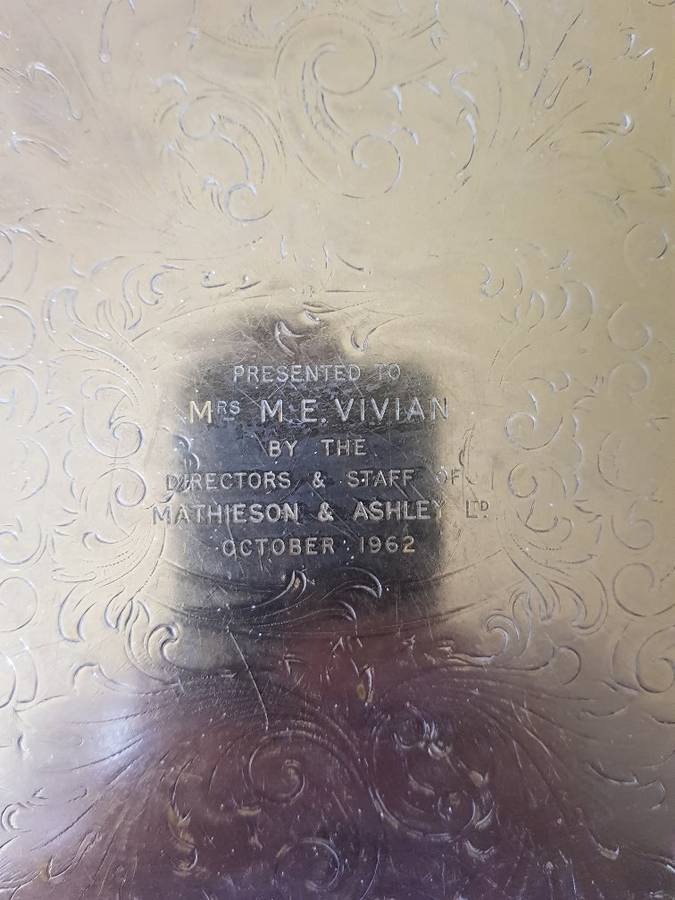 PRESENTED TO
MRS M.E. VIVIAN
BY THE
DIRECTORS & STAFF OF
MATHIESON & ASHLEY LTD
OCTOBER 1962